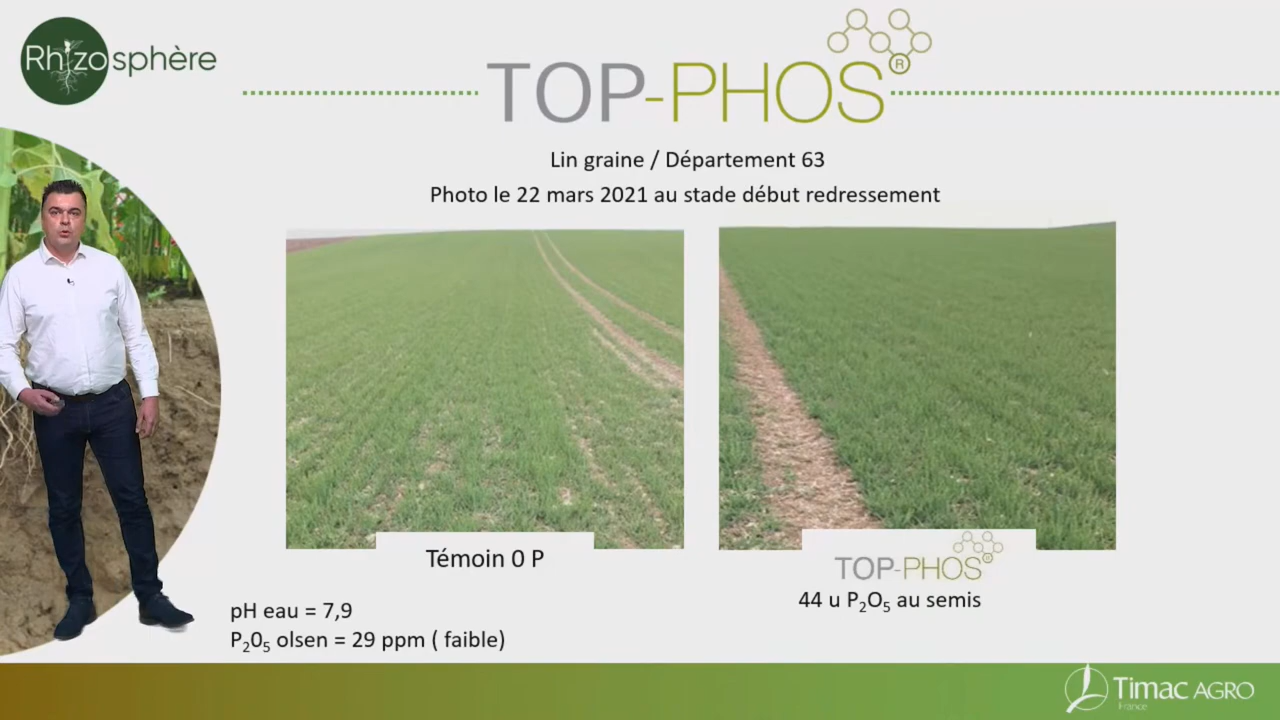 Rhizosphère
TOP-PHOS®
Lin graine / Département 63
Photo le 22 mars 2021 au stade début redressement
Témoin 0 P
TOP-PHOS®
44 u P₂O₅ au semis
pH eau = 7,9
P₂0₅ olsen = 29 ppm ( faible)
Timac AGRO
France